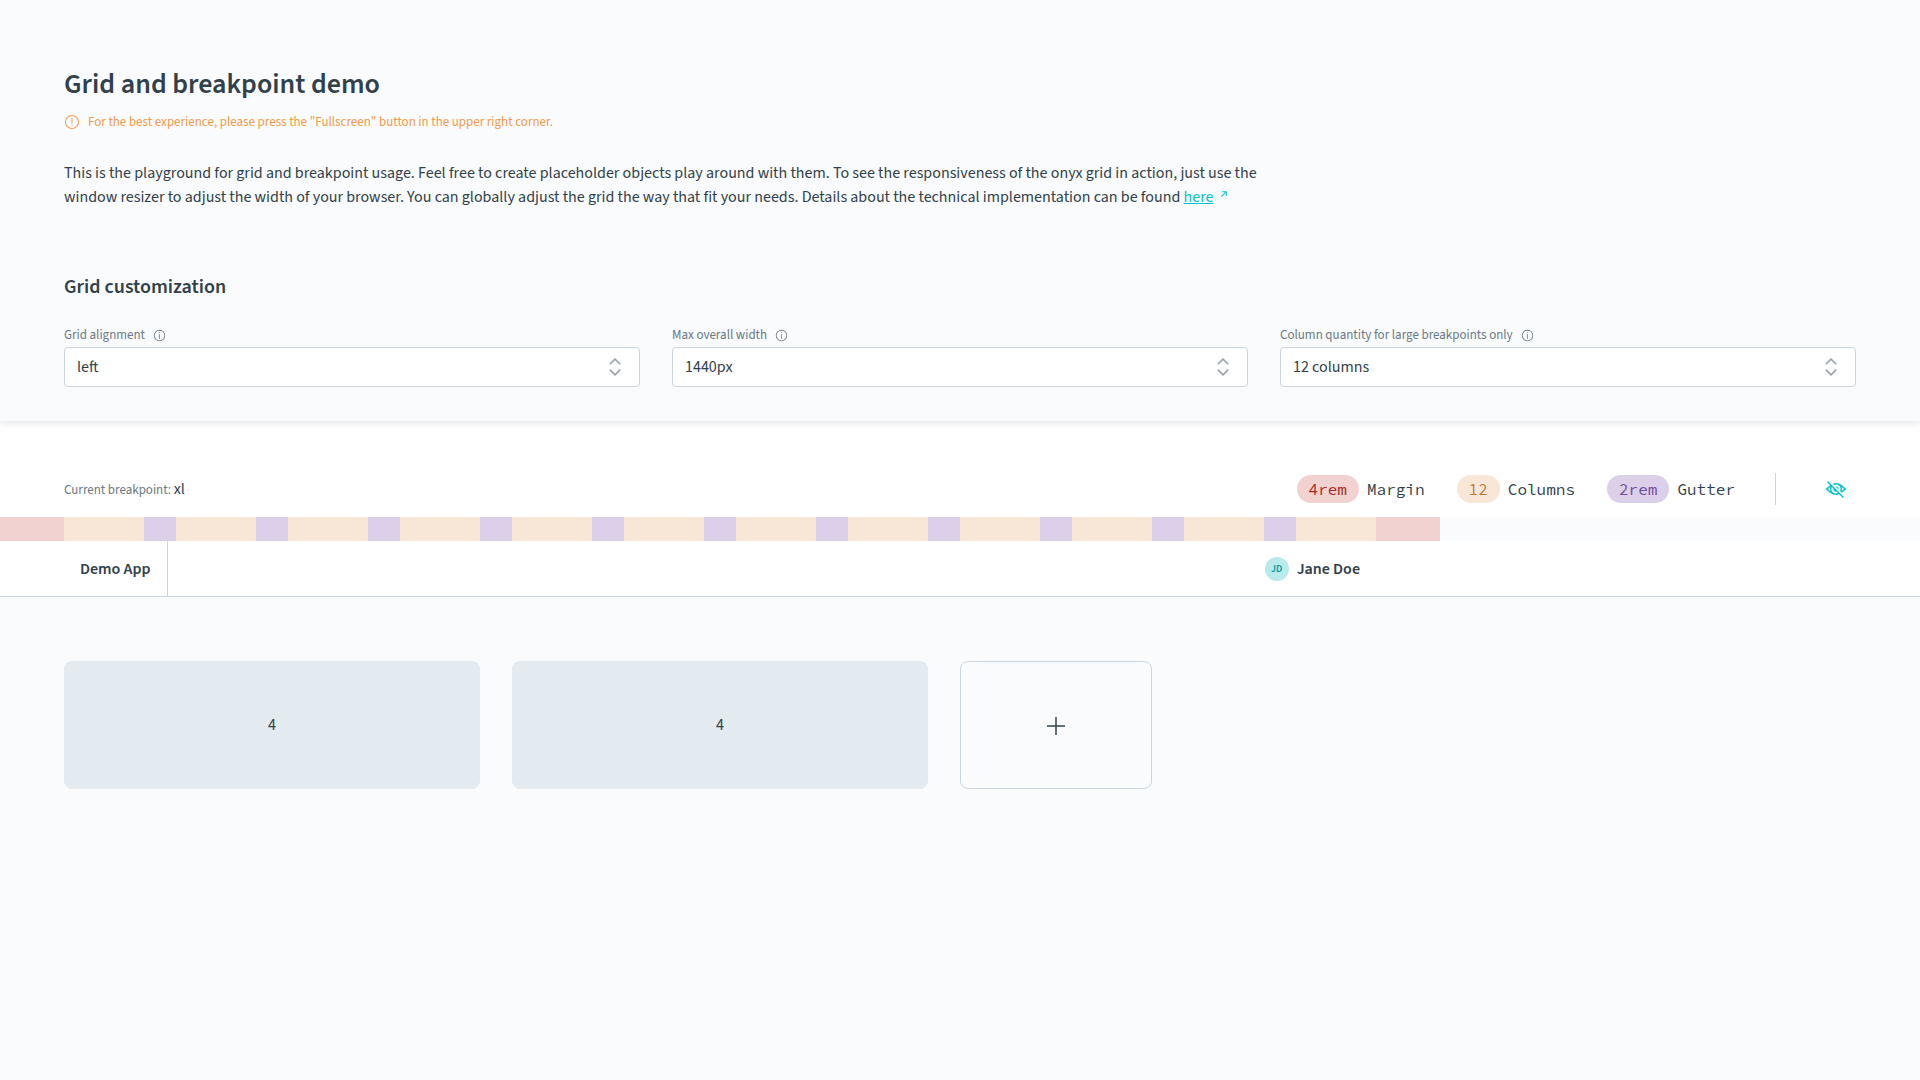 Grid and breakpoint demo
For the best experience, please press the "Fullscreen" button in the upper right corner.
This is the playground for grid and breakpoint usage. Feel free to create placeholder objects play around with them. To see the responsiveness of the onyx grid in action, just use the
window resizer to adjust the width of your browser. You can globally adjust the grid the way that fit your needs. Details about the technical implementation can be found here
Grid customization
Grid alignment
Max overall width
Column quantity for large breakpoints only
left
1440px
12 columns
Current breakpoint: xl
4rem Margin
12 Columns
2rem Gutter
Demo App
JD Jane Doe
4
4